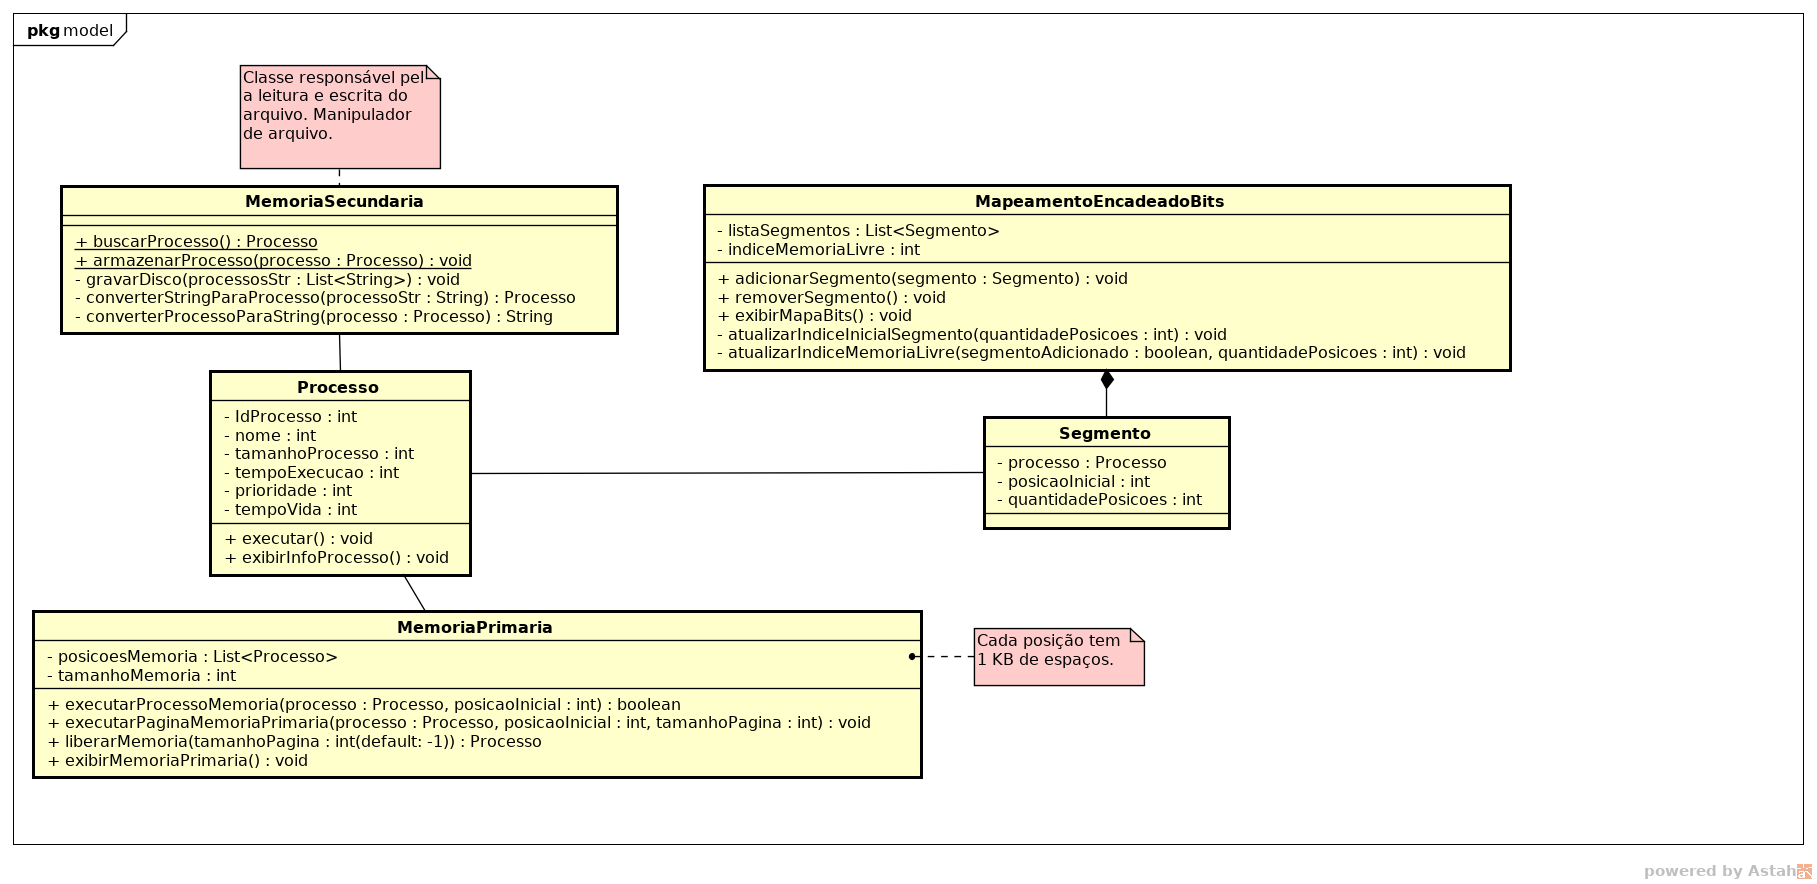 pkg model
Classe responsável pel
a leitura e escrita do
arquivo. Manipulador
de arquivo.
MemoriaSecundaria
+ buscarProcesso() : Processo
+ armazenarProcesso(processo : Processo) : void
- gravarDisco(processosStr : List<String>) : void
- converterStringParaProcesso(processoStr : String) : Processo
- converterProcessoParaString(processo : Processo) : String
MapeamentoEncadeadoBits
- listaSegmentos : List<Segmento>
- indiceMemoriaLivre : int
+ adicionarSegmento(segmento : Segmento) : void
+ removerSegmento() : void
+ exibirMapaBits() : void
- atualizarIndiceInicialSegmento(quantidadePosicoes : int) : void
- atualizarIndiceMemoriaLivre(segmentoAdicionado : boolean, quantidadePosicoes : int) : void
Processo
- IdProcesso : int
- nome : int
- tamanhoProcesso : int
- tempoExecucao : int
- prioridade : int
- tempoVida : int
+ executar() : void
+ exibirInfoProcesso() : void
Segmento
- processo : Processo
- posicaoInicial : int
- quantidadePosicoes : int
MemoriaPrimaria
- posicoesMemoria : List<Processo>
- tamanhoMemoria : int
+ executarProcessoMemoria(processo : Processo, posicaoInicial : int) : boolean
+ executarPaginaMemoriaPrimaria(processo : Processo, posicaoInicial : int, tamanhoPagina : int) : void
+ liberarMemoria(tamanhoPagina : int(default: -1)) : Processo
+ exibirMemoriaPrimaria() : void
Cada posição tem
1 KB de espaços.
powered by Astah